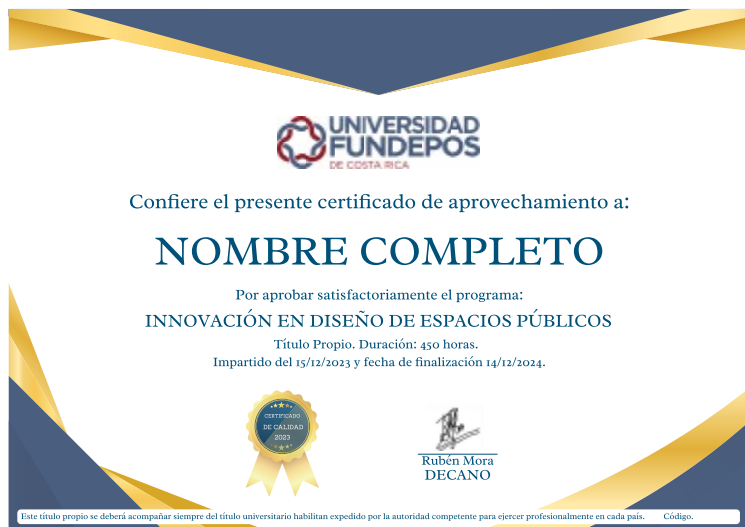 UNIVERSIDAD
FUNDEPOS
DE COSTA RICA
Confiere el presente certificado de aprovechamiento a:
NOMBRE COMPLETO
Por aprobar satisfactoriamente el programa:
INNOVACIÓN EN DISEÑO DE ESPACIOS PÚBLICOS
Título Propio. Duración: 450 horas.
Impartido del 15/12/2023 y fecha de finalización 14/12/2024.
CERTIFICADO
DE CALIDAD
2023
Rubén Mora
DECANO
Este título propio se deberá acompañar siempre del título universitario habilitan expedido por la autoridad competente para ejercer profesionalmente en cada país. Código.